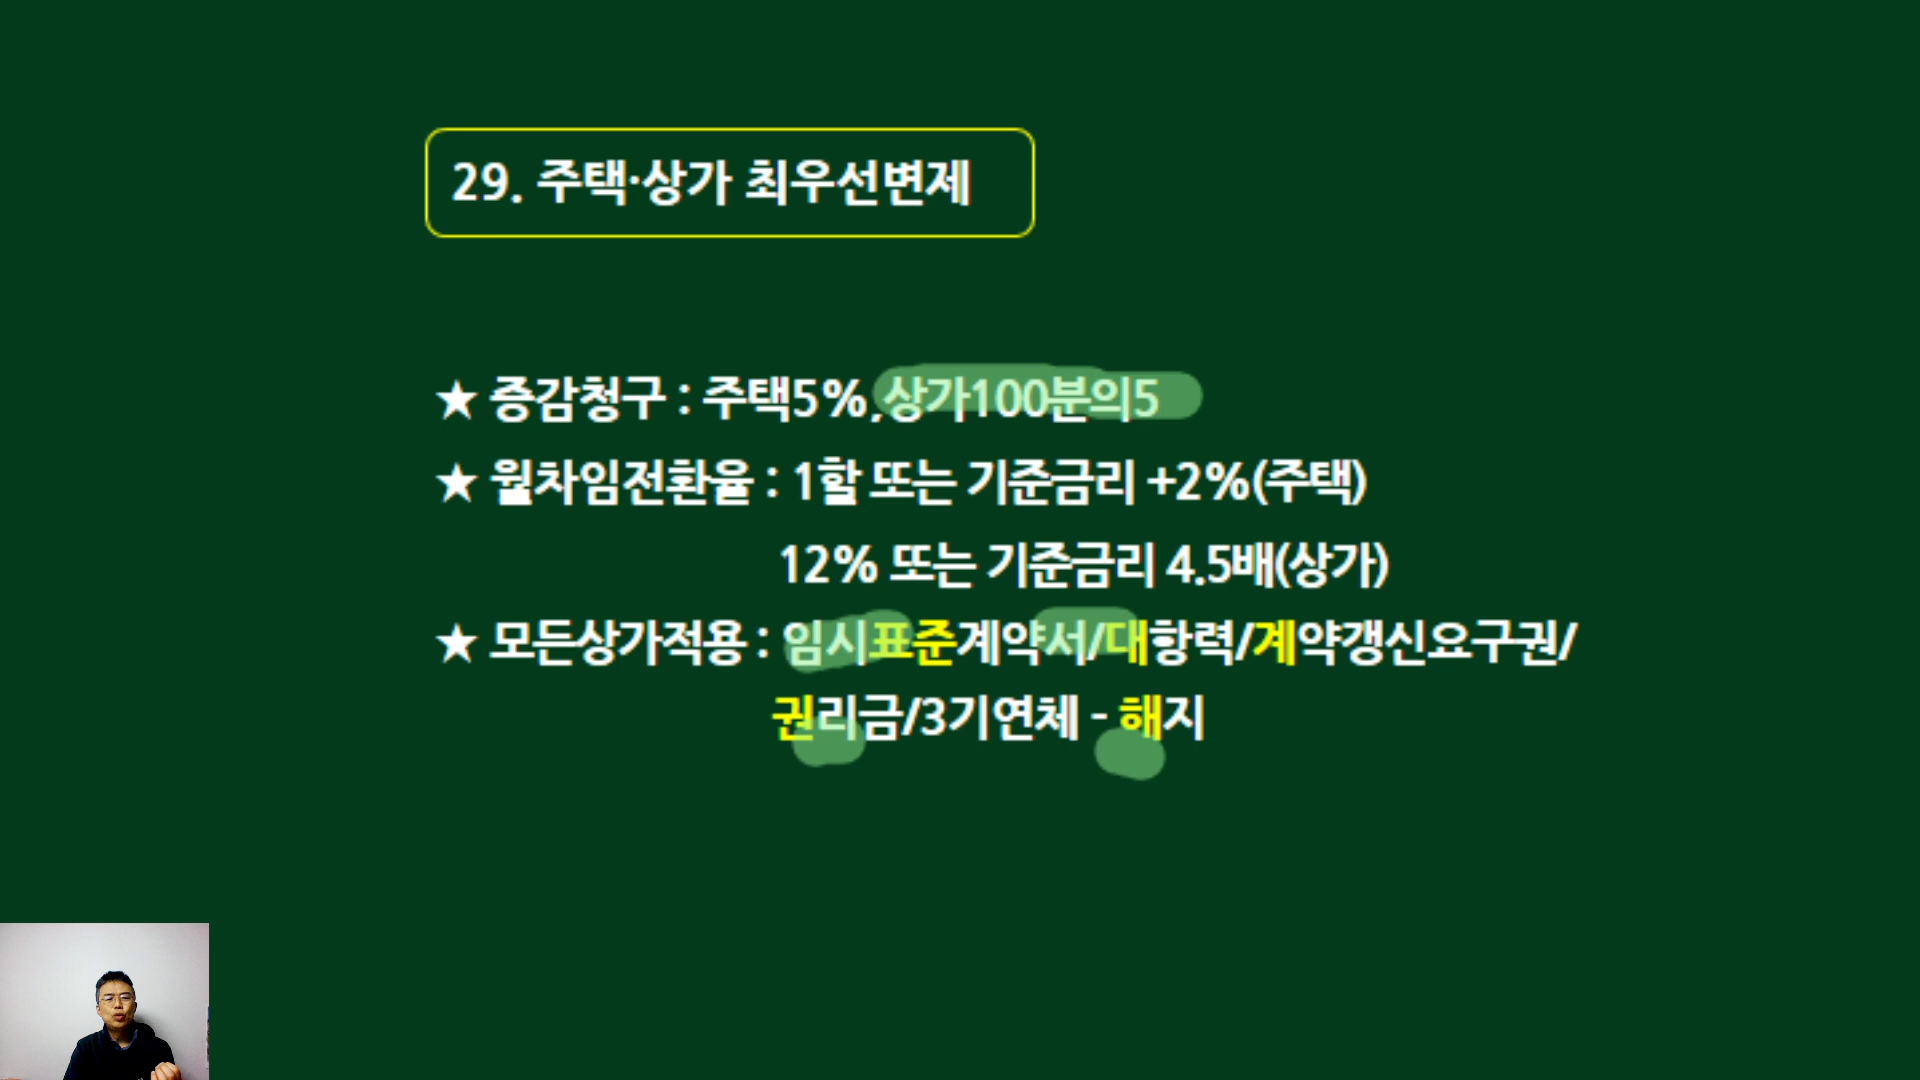 29. 주택·상가 최우선변제
★ 증감청구 : 주택5%,상가100분의5
★ 월차임전환율 : 1할 또는 기준금리 +2%(주택)
12% 또는 기준금리 4.5배(상가)
★ 모든상가적용 : 임시표준계약서/대항력/계약갱신요구권/
권리금/3기연체 - 해지